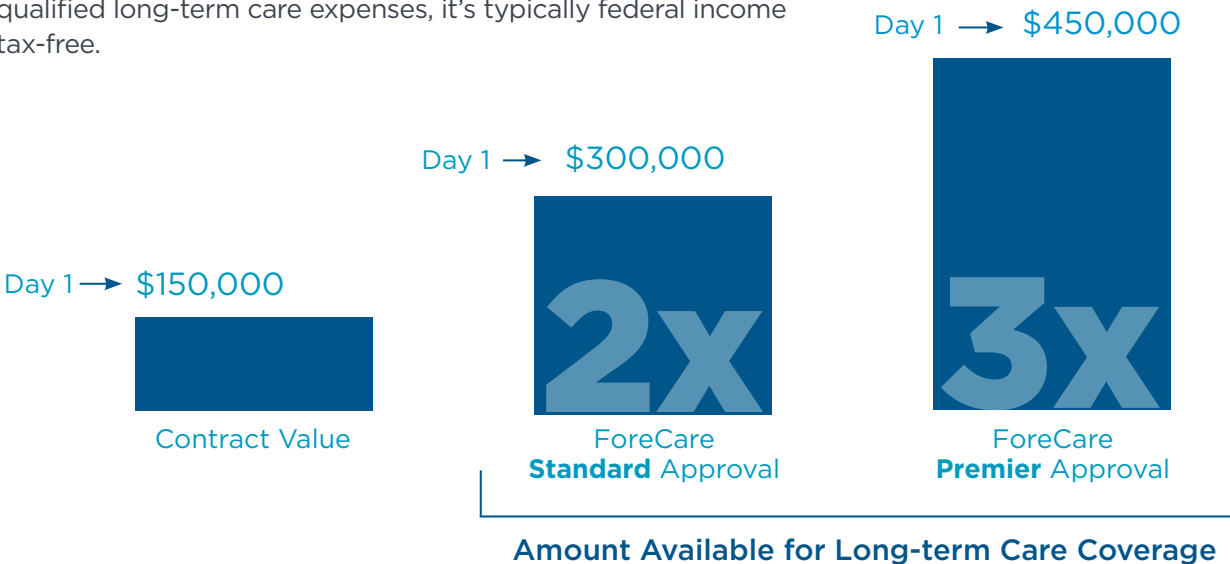 qualified long-term care expenses, it's typically federal income
tax-free.
Day 1 $450,000
Day 1 $300,000
Day 1 $150,000
2x
3x
Contract Value
ForeCare
Standard Approval
ForeCare
Premier Approval
Amount Available for Long-term Care Coverage